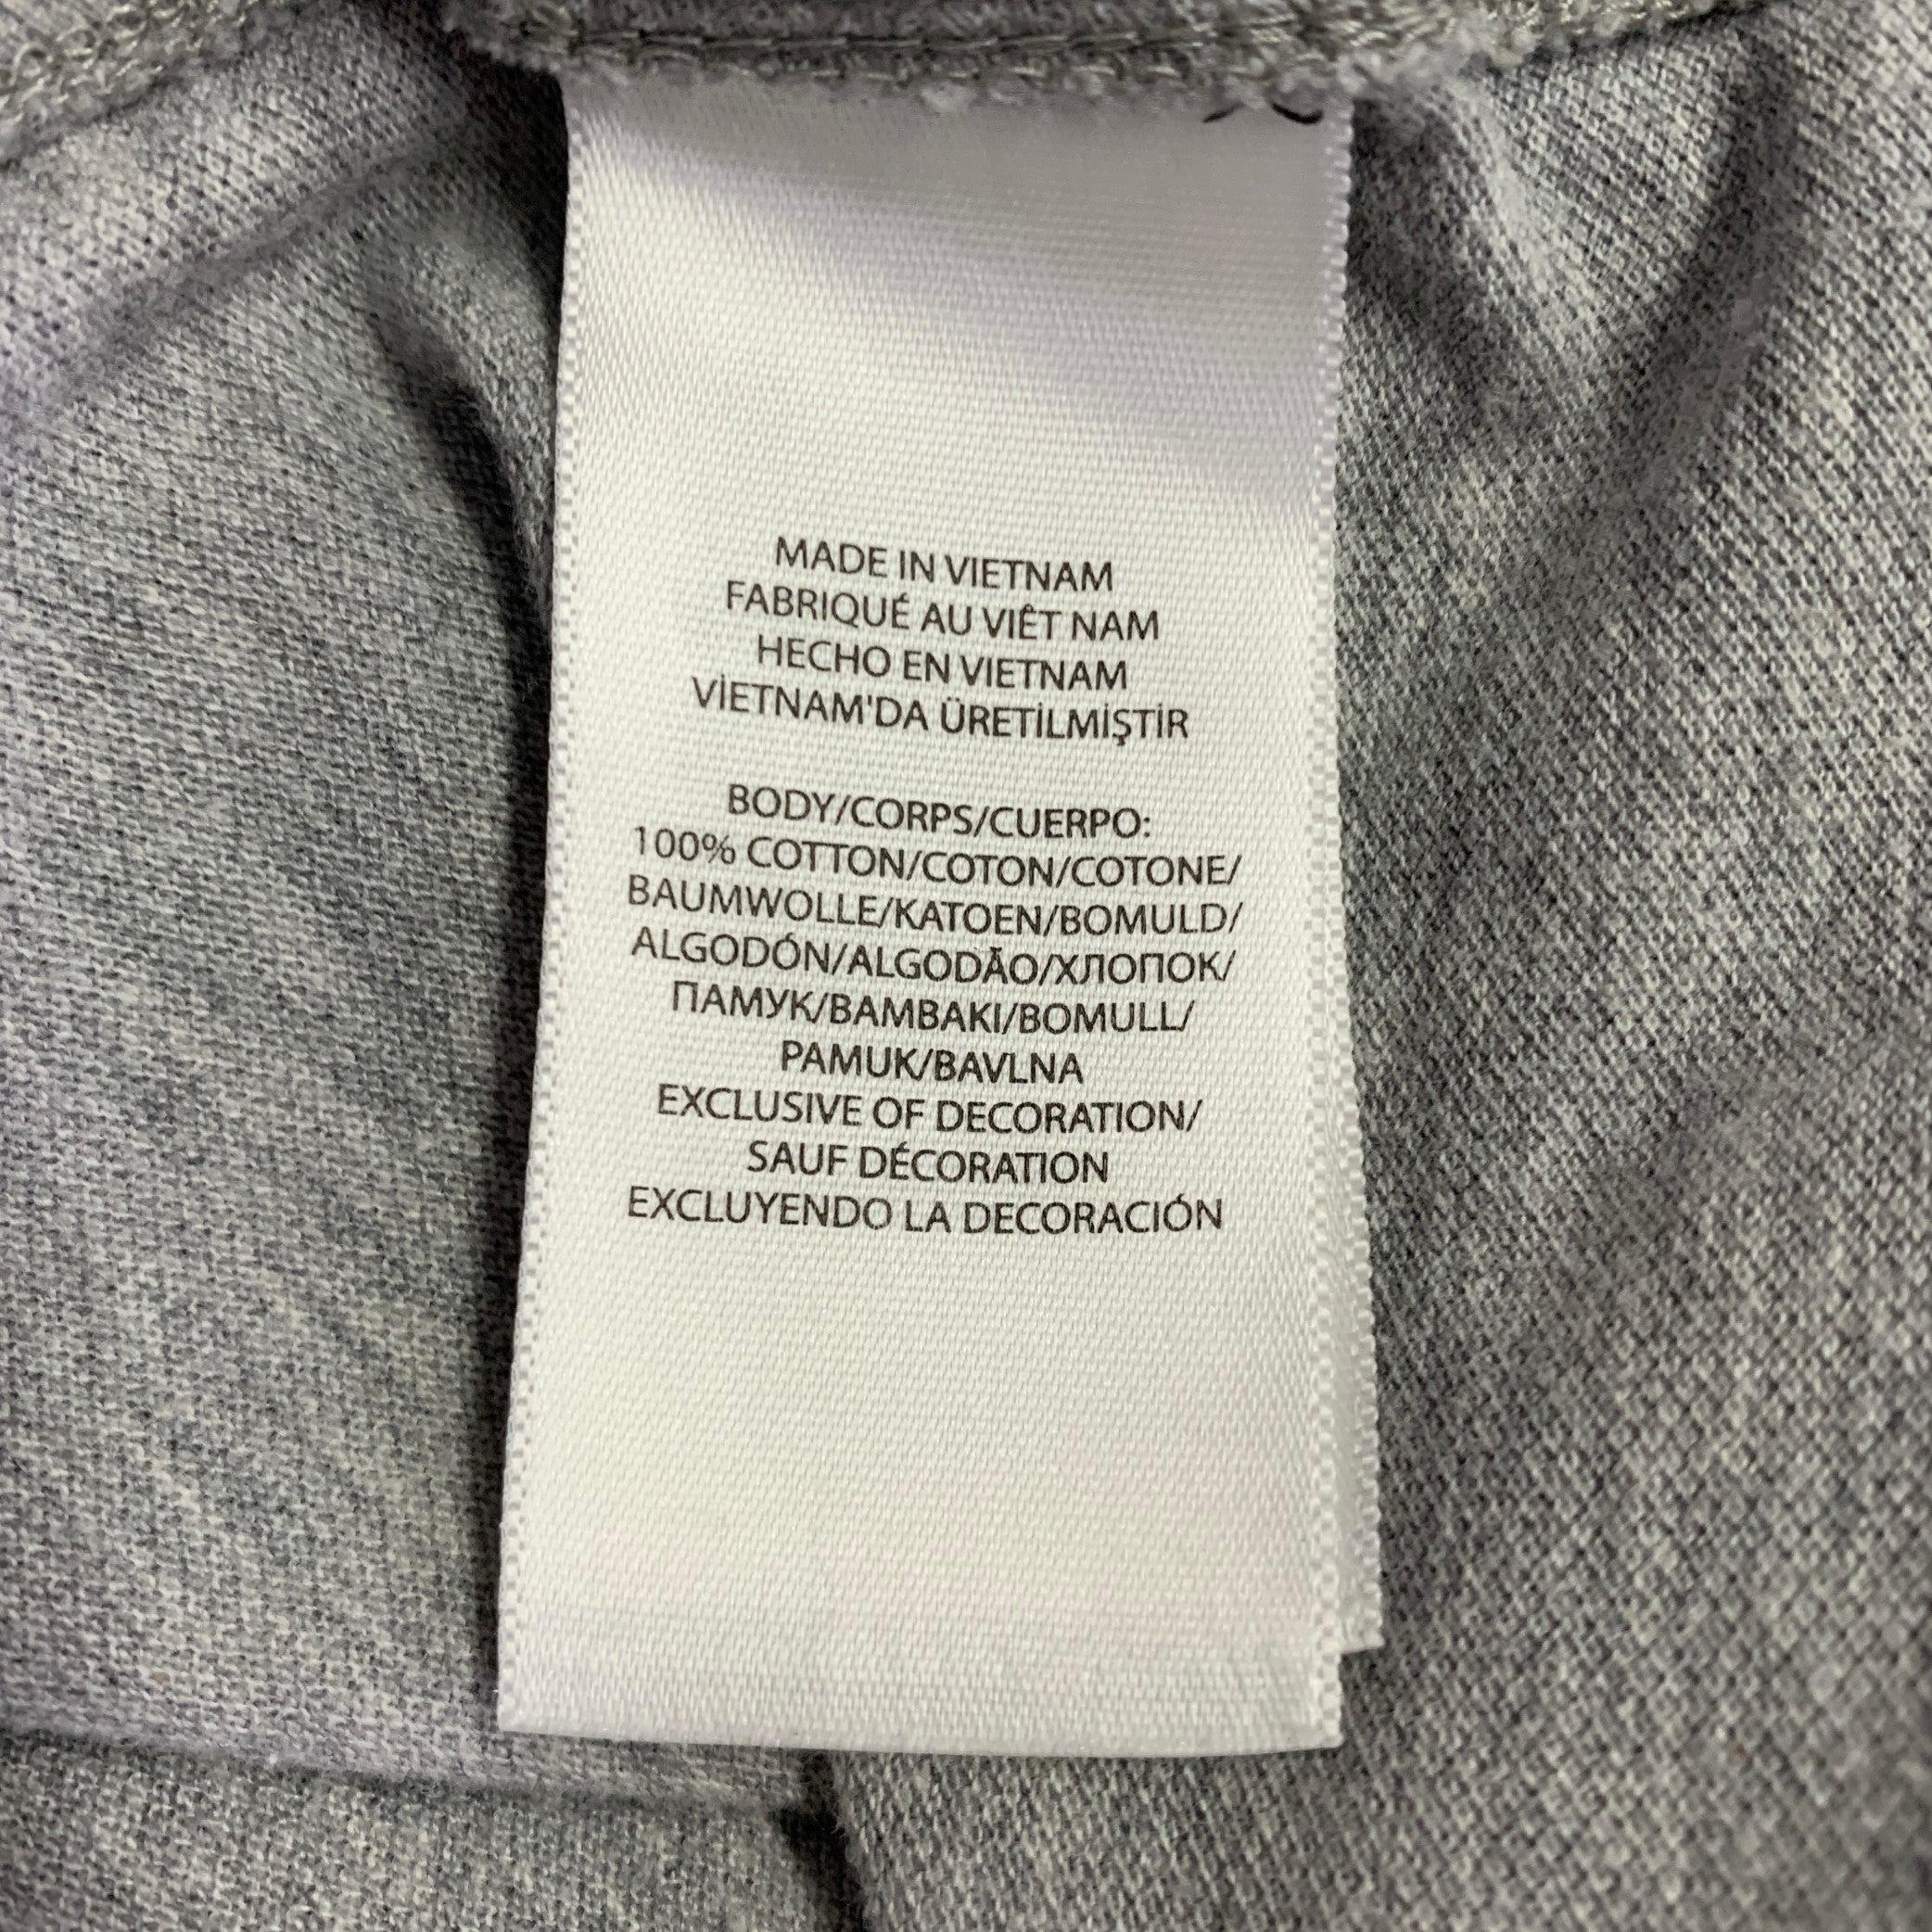 MADE IN VIETNAM
FABRIQUÉ AU VIÊT NAM
HECHO EN VIETNAM
VİETNAM'DA ÜRETİLMİŞTİR
BODY/CORPS/CUERPO:
100% COTTON/COTON/COTONE/
BAUMWOLLE/KATOEN/BOMULD/
ALGODÓN/ALGODÃO/ХЛОПОК/
ПАМУК/ΒΑΜΒΑΚΙ/BOMULL/
PAMUK/BAVLNA
EXCLUSIVE OF DECORATION/
SAUF DÉCORATION
EXCLUYENDO LA DECORACIÓN